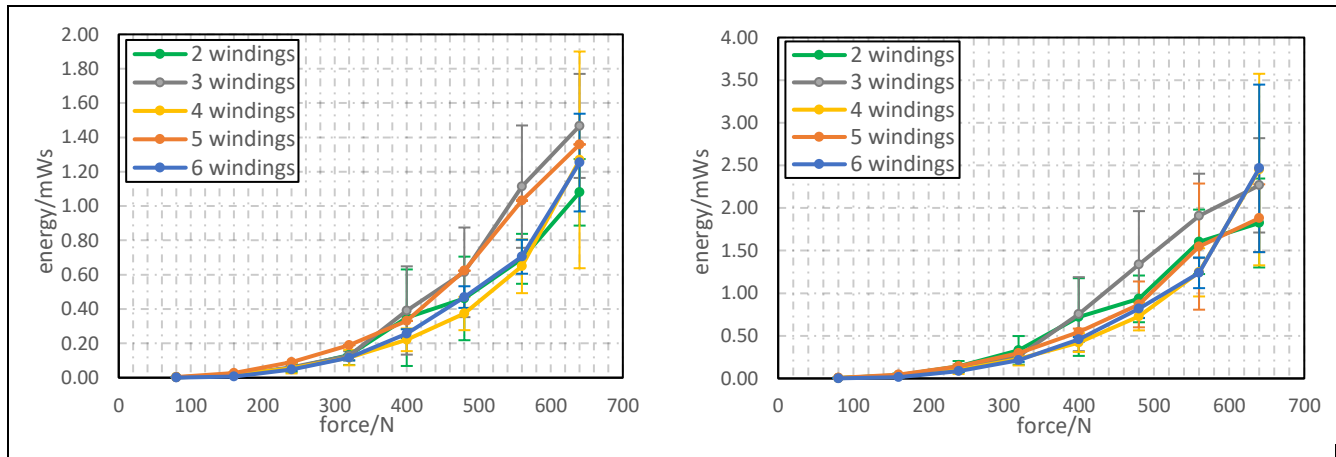 2.00
1.80
1.60
1.40
1.20
1.00
0.80
0.60
0.40
0.20
0.00
energy/mWs
2 windings
3 windings
4 windings
5 windings
6 windings
0 100 200 300 400 500 600 700
force/N
4.00
3.50
3.00
2.50
2.00
1.50
1.00
0.50
0.00
energy/mWs
2 windings
3 windings
4 windings
5 windings
6 windings
0 100 200 300 400 500 600 700
force/N